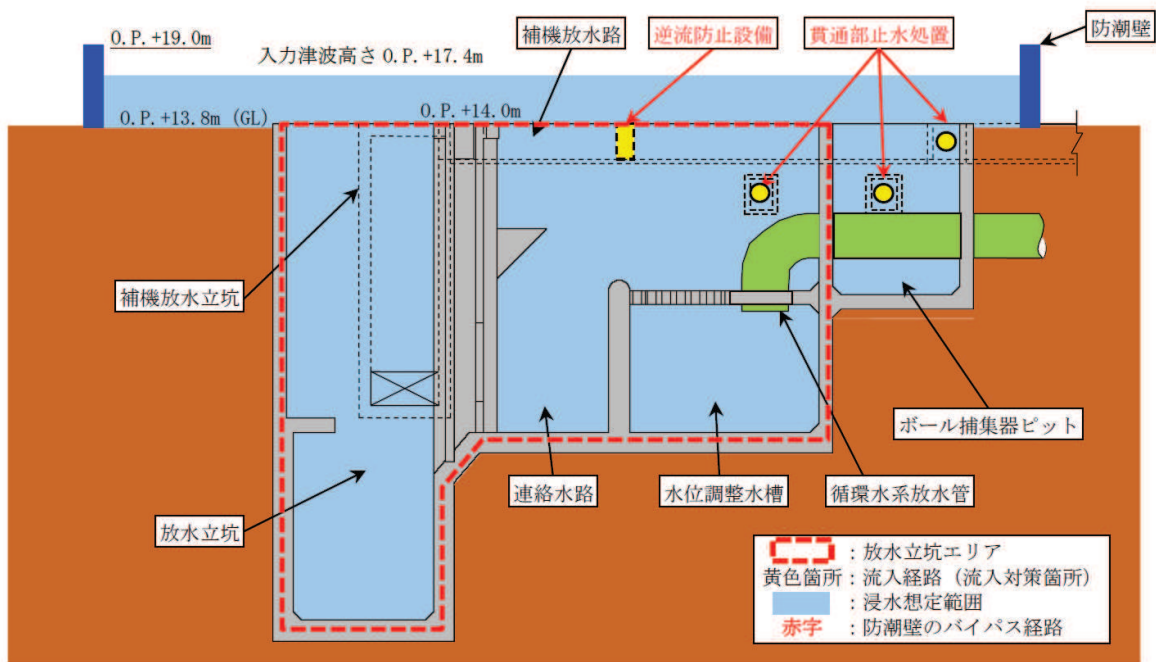 補機放水路
逆流防止設備
貫通部止水処置
防潮壁
O.P.+19.0m
入力津波高さ O.P.+17.4m
O.P.+13.8m (GL)
O.P.+14.0m
補機放水立坑
ボール捕集器ピット
放水立坑
連絡水路
水位調整水槽
循環水系放水管
：放水立坑エリア
黄色箇所：流入経路（流入対策箇所）
：浸水想定範囲
赤字：防潮壁のバイパス経路